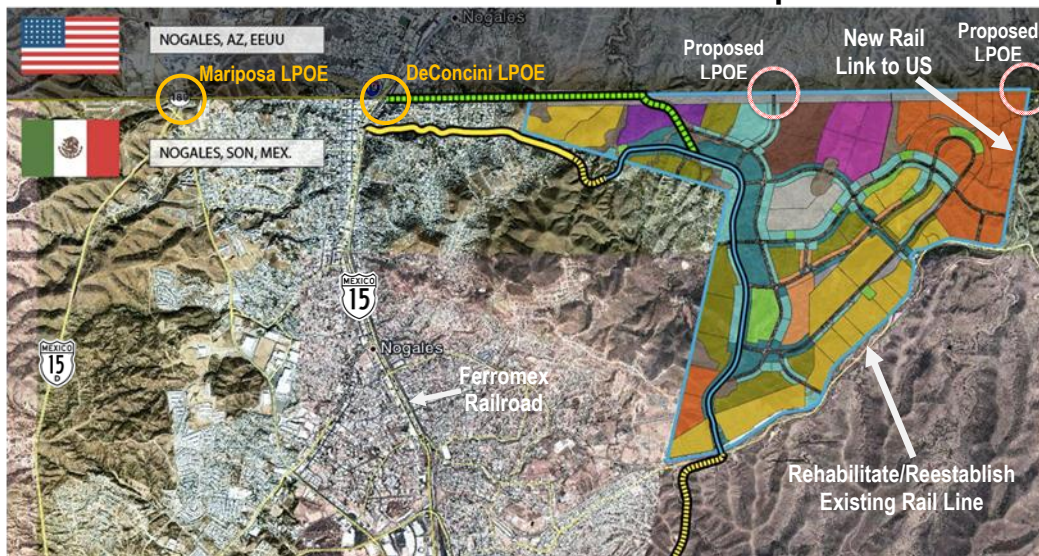 Nogales
NOGALES, AZ, EEUU
Mariposa LPOE
DeConcini LPOE
Proposed
LPOE
New Rail
Link to US
Proposed
LPOE
NOGALES, SON, MEX.
MEXICO
15
MEXICO
15
D
Nogales
Ferromex
Railroad
Rehabilitate/Reestablish
Existing Rail Line